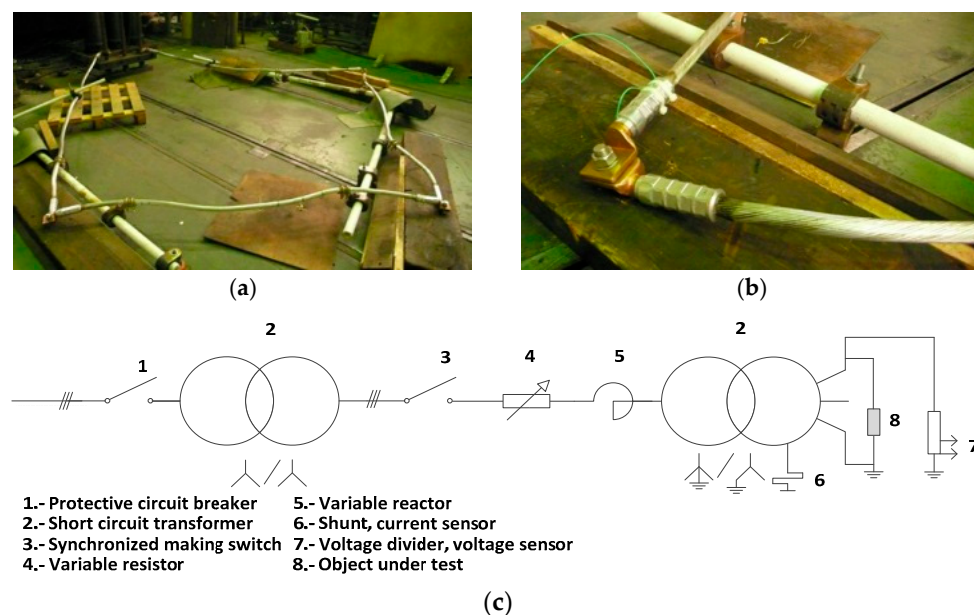 (a)
(b)
2
2
1
3
4
5
8
7
6
1.- Protective circuit breaker
2.- Short circuit transformer
3.- Synchronized making switch
4.- Variable resistor
5.- Variable reactor
6.- Shunt, current sensor
7.- Voltage divider, voltage sensor
8.- Object under test
(c)